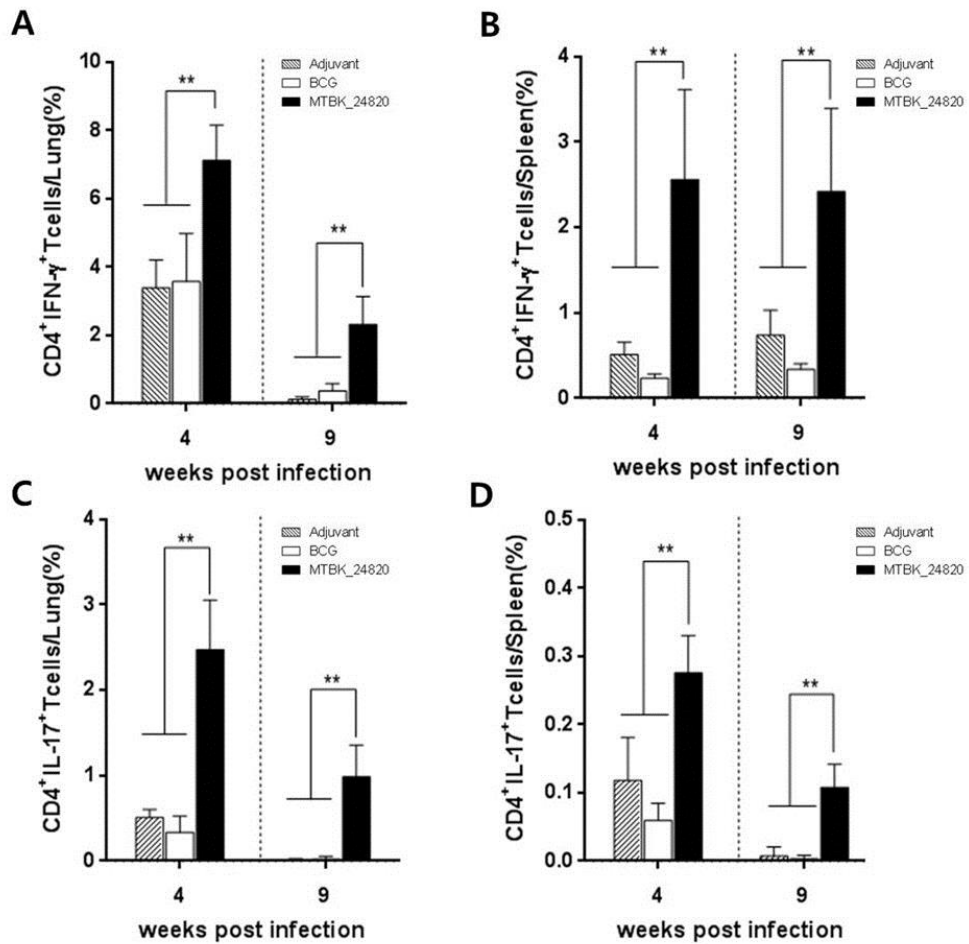 A
CD4+IFN-γ+Tcells/Lung(%)
10
8
6
4
2
0
**
**
Adjuvant
BCG
MTBK_24820
4
9
weeks post infection
B
CD4+IFN-γ+Tcells/Spleen(%)
4
3
2
1
0
**
**
Adjuvant
BCG
MTBK_24820
4
9
weeks post infection
C
CD4+IL-17+Tcells/Lung(%)
4
3
2
1
0
**
**
Adjuvant
BCG
MTBK_24820
4
9
weeks post infection
D
CD4+IL-17+Tcells/Spleen(%)
0.5
0.4
0.3
0.2
0.1
0.0
**
**
Adjuvant
BCG
MTBK_24820
4
9
weeks post infection